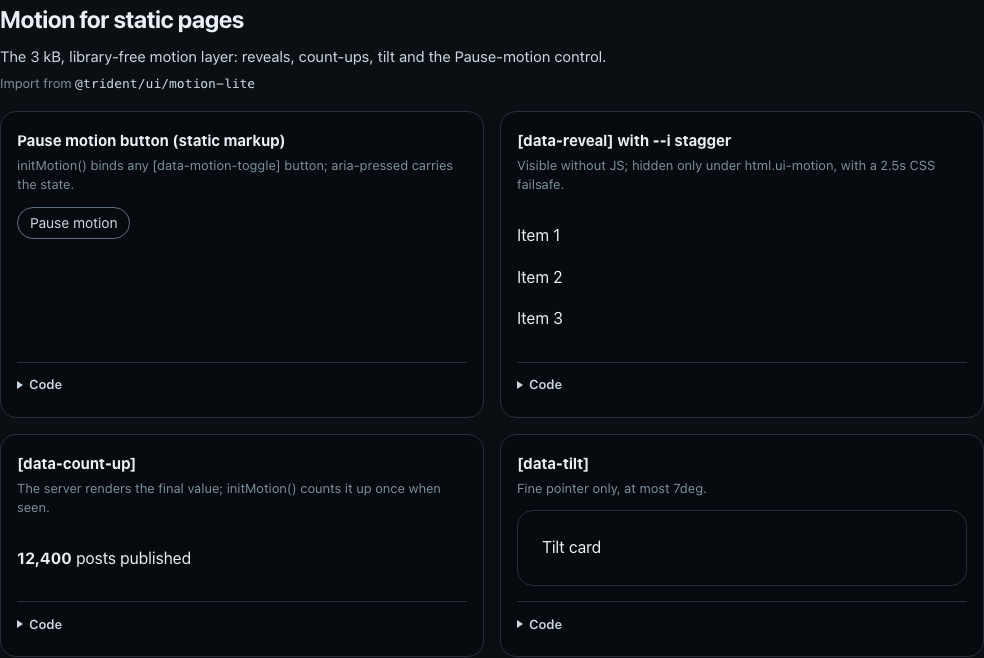 Motion for static pages
The 3 kB, library-free motion layer: reveals, count-ups, tilt and the Pause-motion control.
Import from @trident/ui/motion-lite
Pause motion button (static markup)
initMotion() binds any [data-motion-toggle] button; aria-pressed carries
the state.
Pause motion
Code
[data-reveal] with --i stagger
Visible without JS; hidden only under html.ui-motion, with a 2.5s CSS
failsafe.
Item 1
Item 2
Item 3
Code
[data-count-up]
The server renders the final value; initMotion() counts it up once when
seen.
12,400 posts published
Code
[data-tilt]
Fine pointer only, at most 7deg.
Tilt card
Code